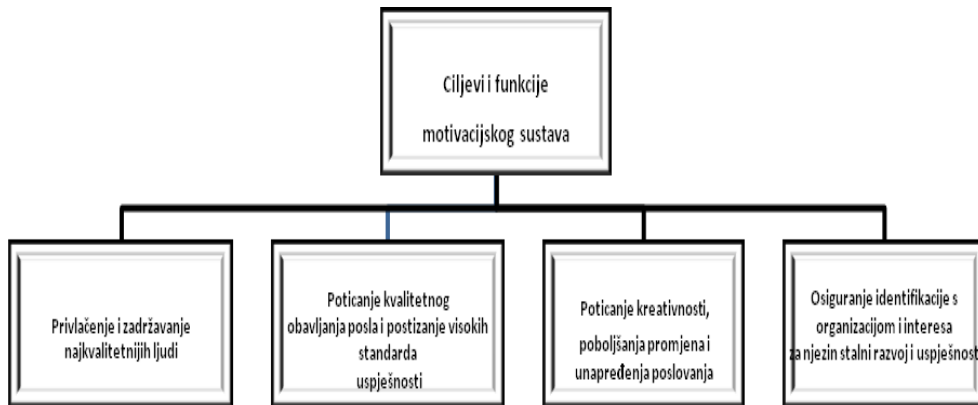 Ciljevi i funkcije
motivacijskog sustava
Privlačenje i zadržavanje
najkvalitetnijih ljudi
Poticanje kvalitetnog
obavljanja posla i postizanje visokih
standarda
uspješnosti
Poticanje kreativnosti,
poboljšanja promjena i
unapređenja poslovanja
Osiguranje identifikacije s
organizacijom i interesa
za njezin stalni razvoj i uspješnost